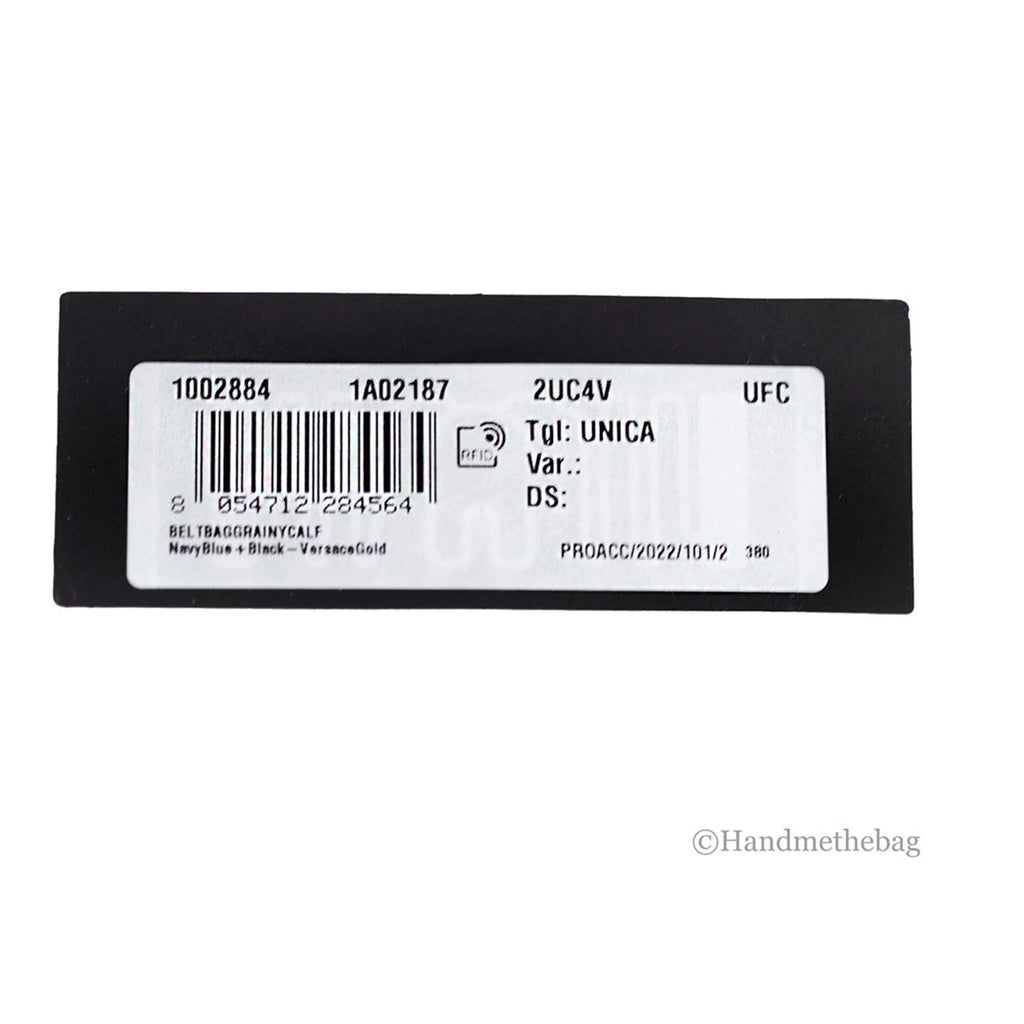 1002884 1A02187 2UC4V UFC
RFID
Tgl: UNICA
Var.:
DS:
8 054712 284564
BELTBAGGRAINYCALF
NavyBlue+Black-VersaceGold
PROACC/2022/101/2 380
©Handmethebag